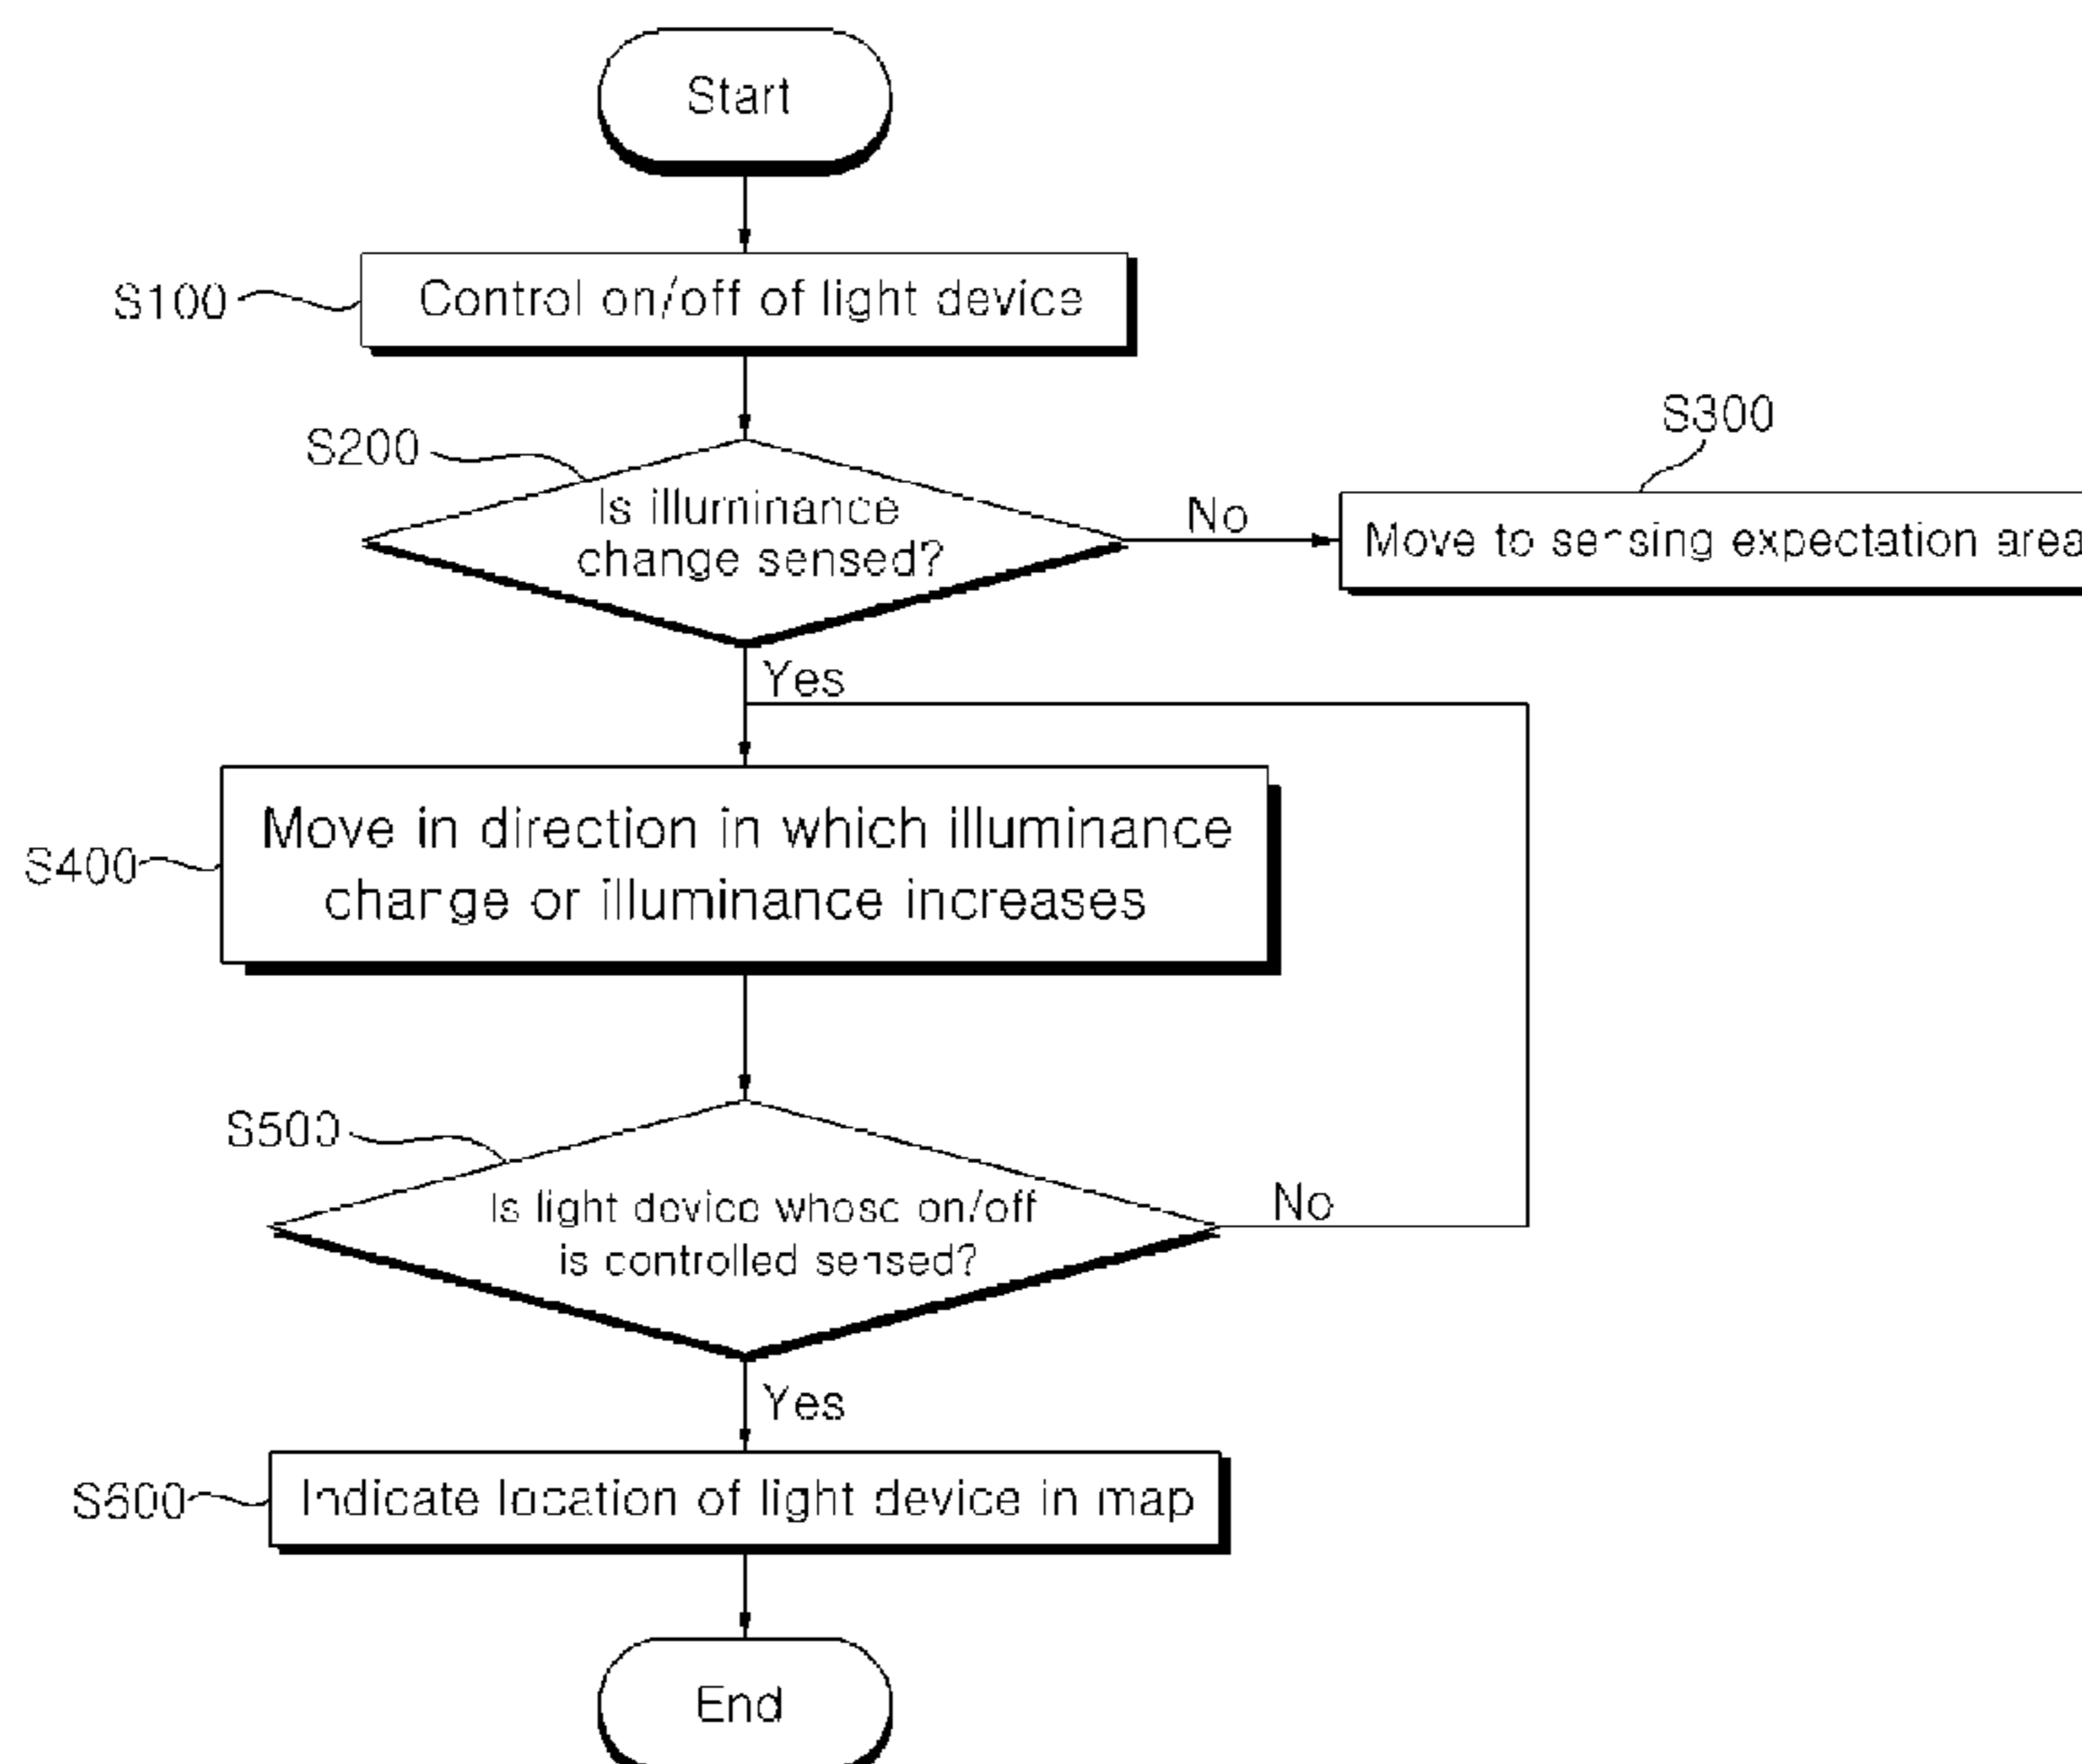 Start
S100
Control on/off of light device
S200
Is illuminance
change sensed?
No
S300
Move to sensing expectation area
Yes
S400
Move in direction in which illuminance
change or illuminance increases
S500
Is light device whose on/off
is controlled sensed?
No
Yes
S600
Indicate location of light device in map
End